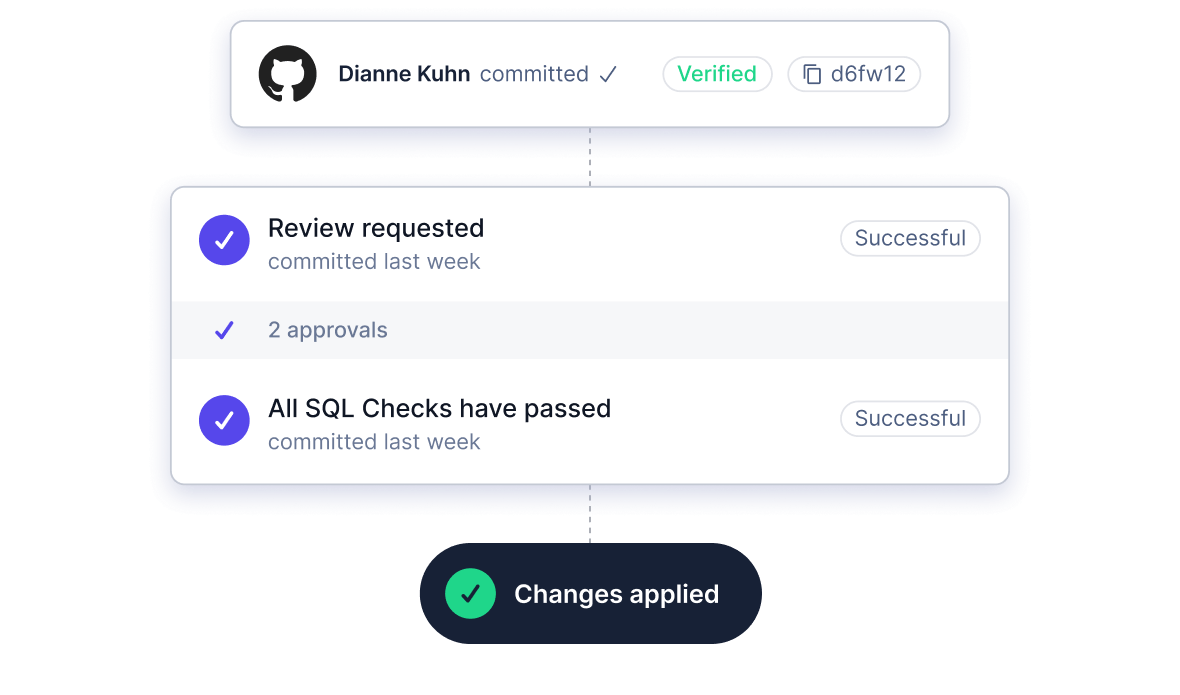 Dianne Kuhn committed Verified d6fw12
Review requested Successful
committed last week
2 approvals
All SQL Checks have passed Successful
committed last week
Changes applied